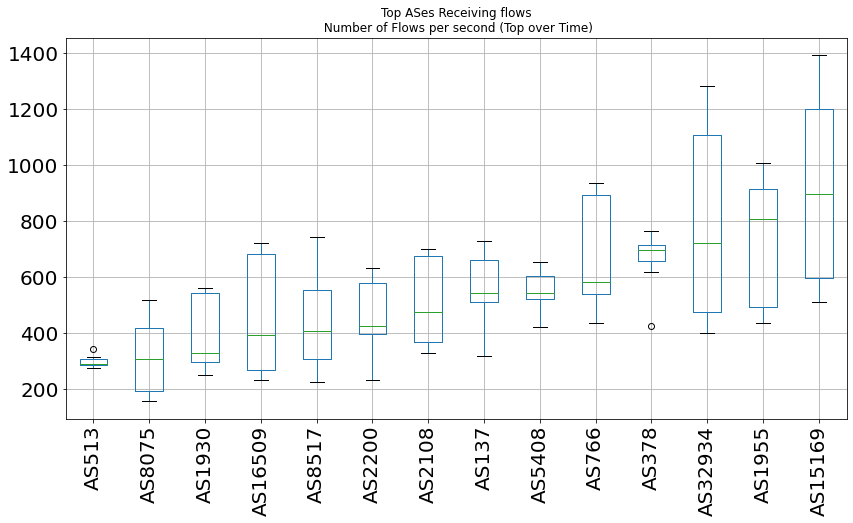 Top ASes Receiving flows
Number of Flows per second (Top over Time)
1400
1200
1000
800
600
400
200
AS513
AS8075
AS1930
AS16509
AS8517
AS2200
AS2108
AS137
AS5408
AS766
AS378
AS32934
AS1955
AS15169